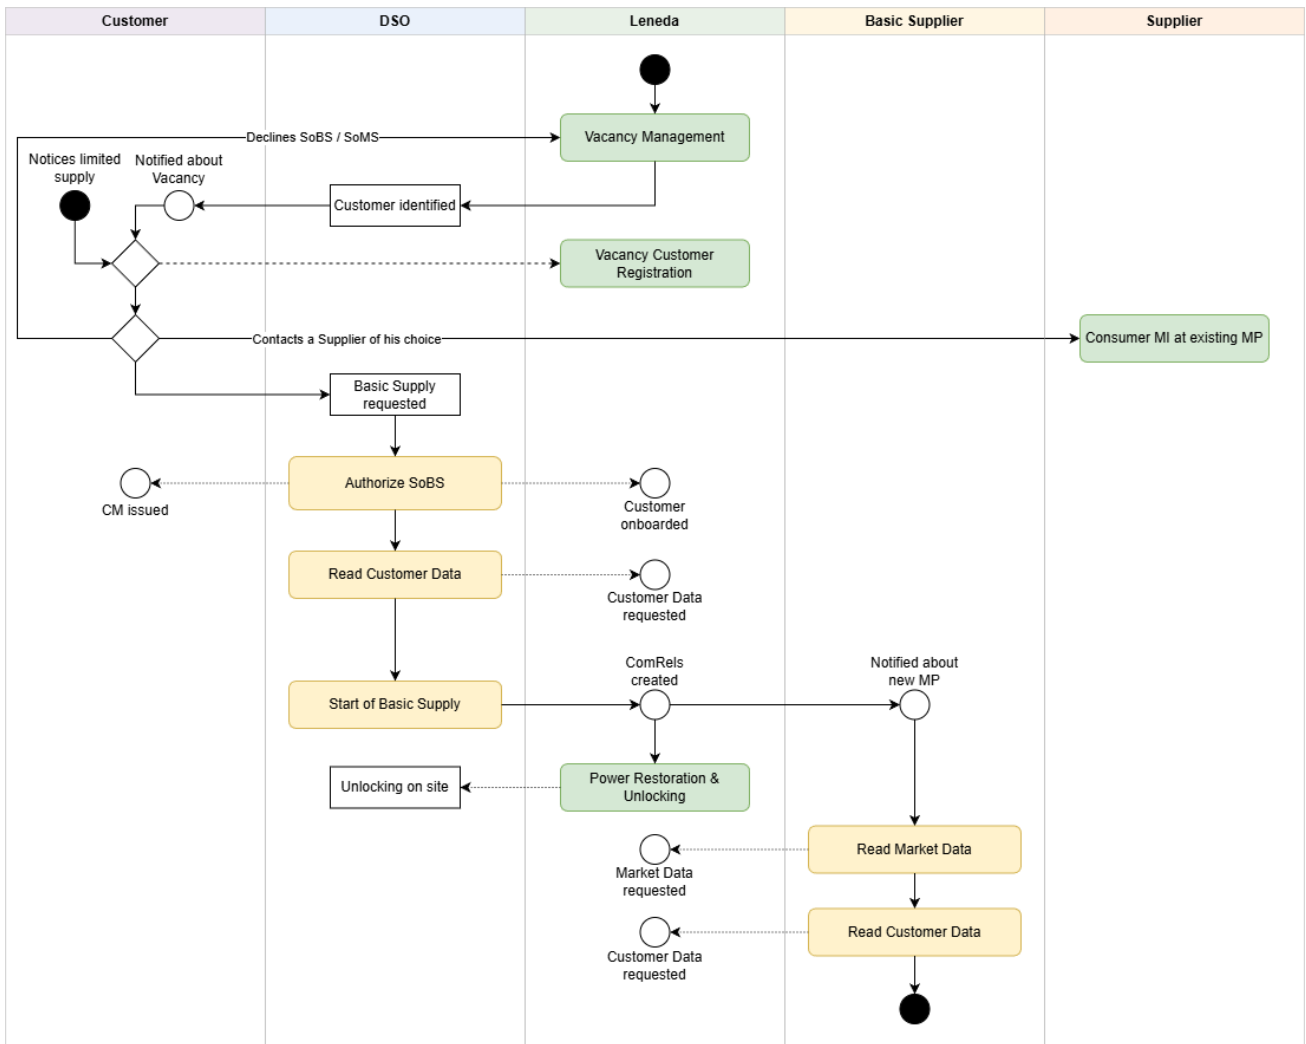 Customer
DSO
Leneda
Basic Supplier
Supplier
Declines SoBS / SoMS
Vacancy Management
Notices limited
supply
Notified about
Vacancy
Customer identified
Vacancy Customer
Registration
Contacts a Supplier of his choice
Consumer MI at existing MP
Basic Supply
requested
Authorize SoBS
CM issued
Customer
onboarded
Read Customer Data
Customer Data
requested
ComRels
created
Notified about
new MP
Start of Basic Supply
Unlocking on site
Power Restoration &
Unlocking
Read Market Data
Market Data
requested
Read Customer Data
Customer Data
requested